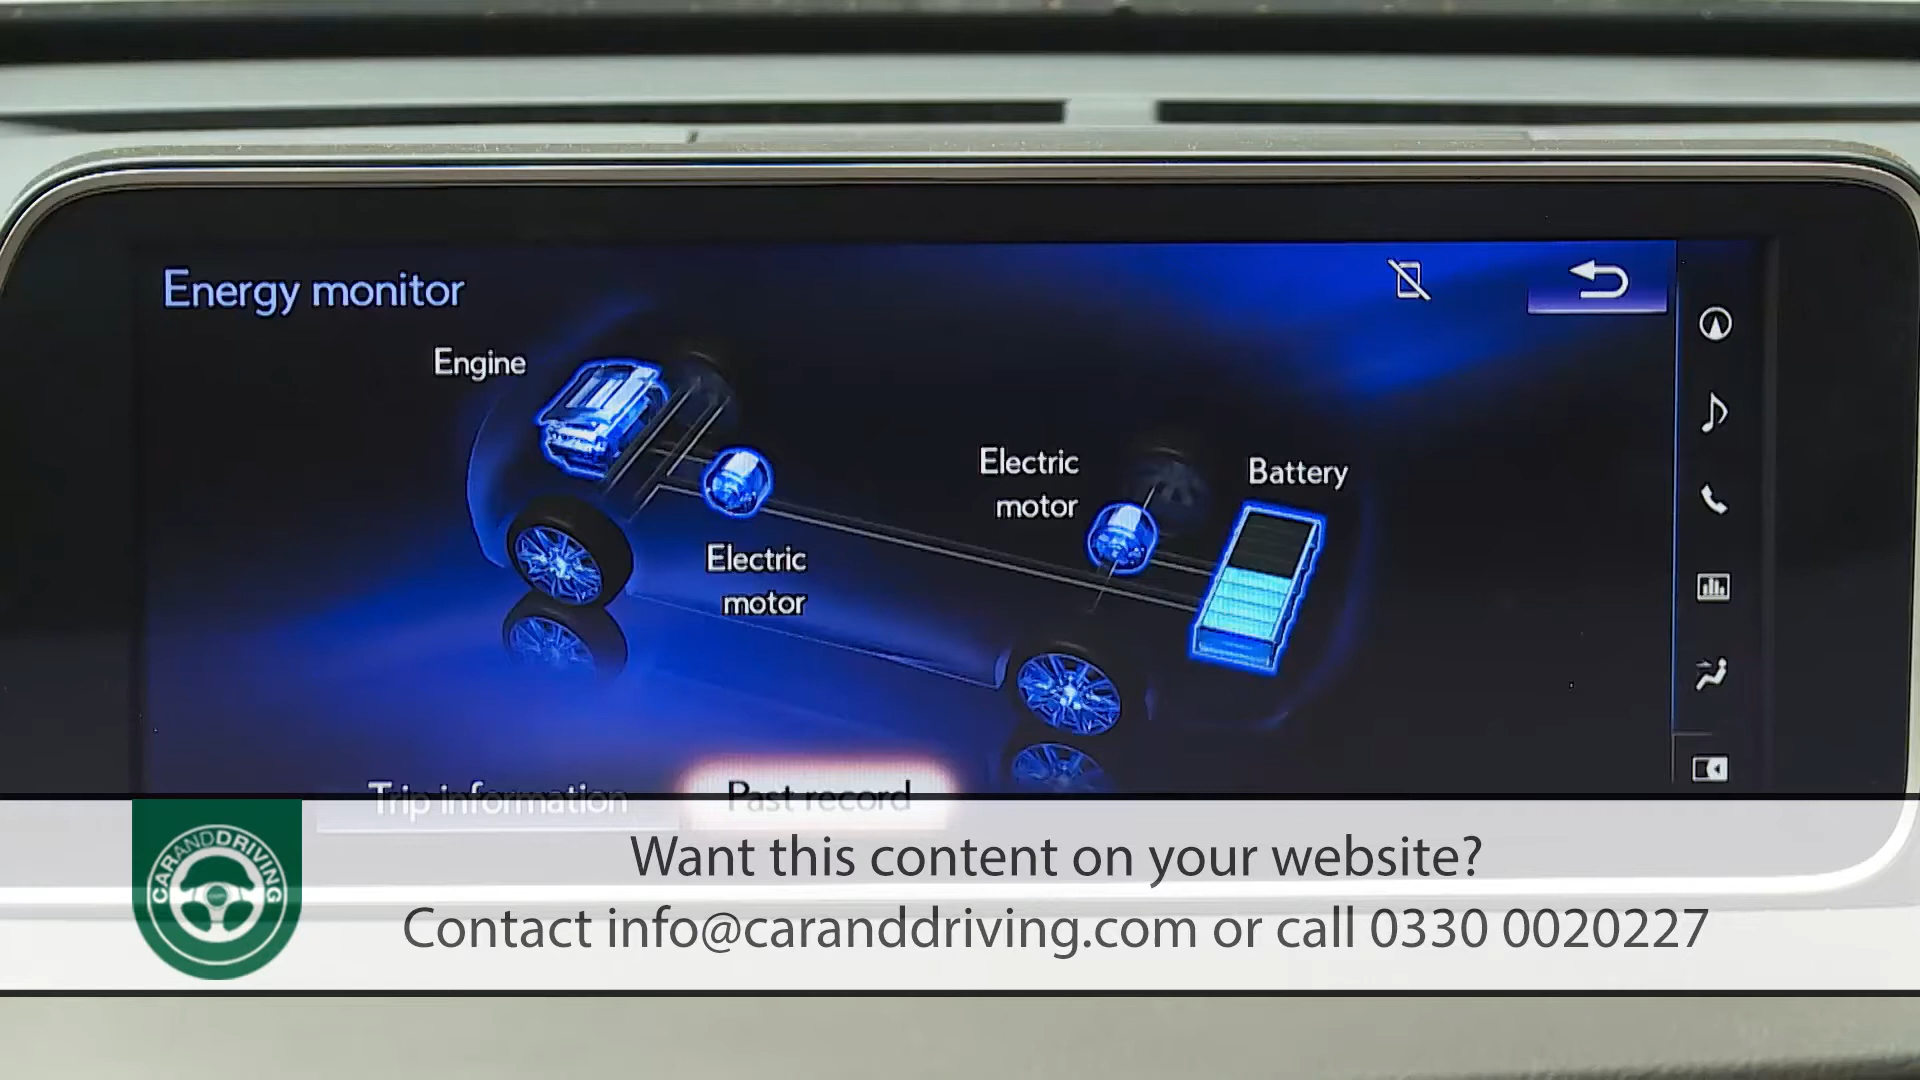 Energy monitor
Engine
Electric
motor
Battery
Electric
motor
Trip information
Past record
CARANDDRIVING
Want this content on your website?
Contact info@caranddriving.com or call 0330 0020227